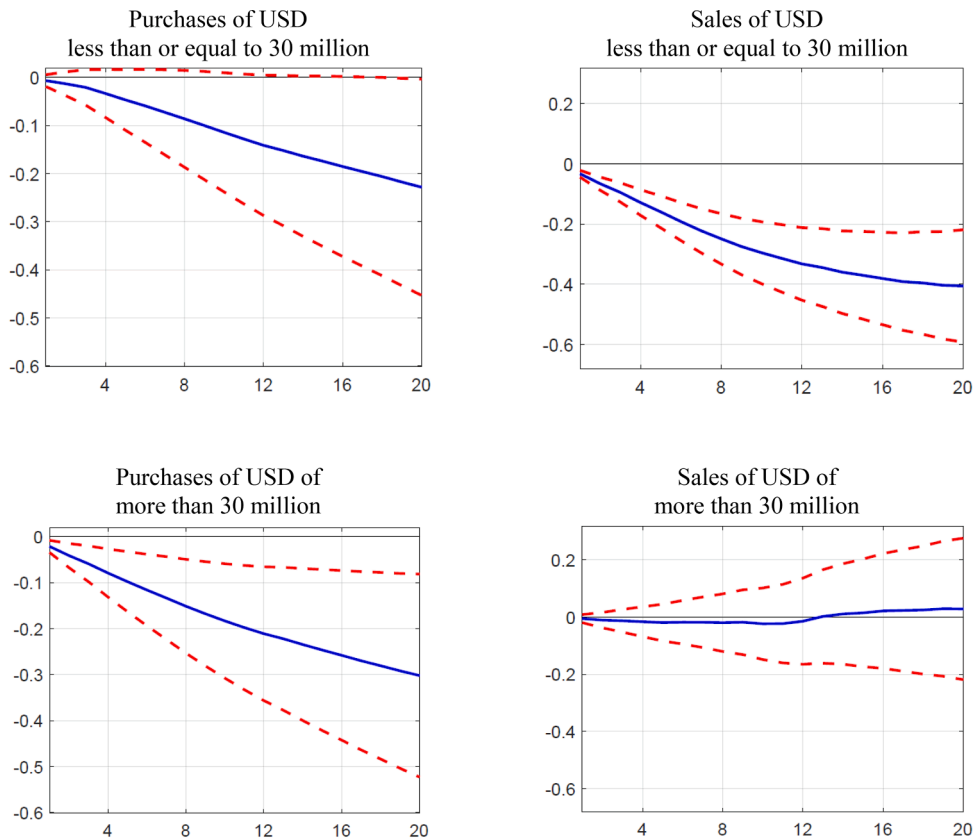 Purchases of USD
less than or equal to 30 million
0
-0.1
-0.2
-0.3
-0.4
-0.5
-0.6
4 8 12 16 20
Sales of USD
less than or equal to 30 million
0.2
0
-0.2
-0.4
-0.6
4 8 12 16 20
Purchases of USD of
more than 30 million
0
-0.1
-0.2
-0.3
-0.4
-0.5
-0.6
4 8 12 16 20
Sales of USD of
more than 30 million
0.2
0
-0.2
-0.4
-0.6
4 8 12 16 20